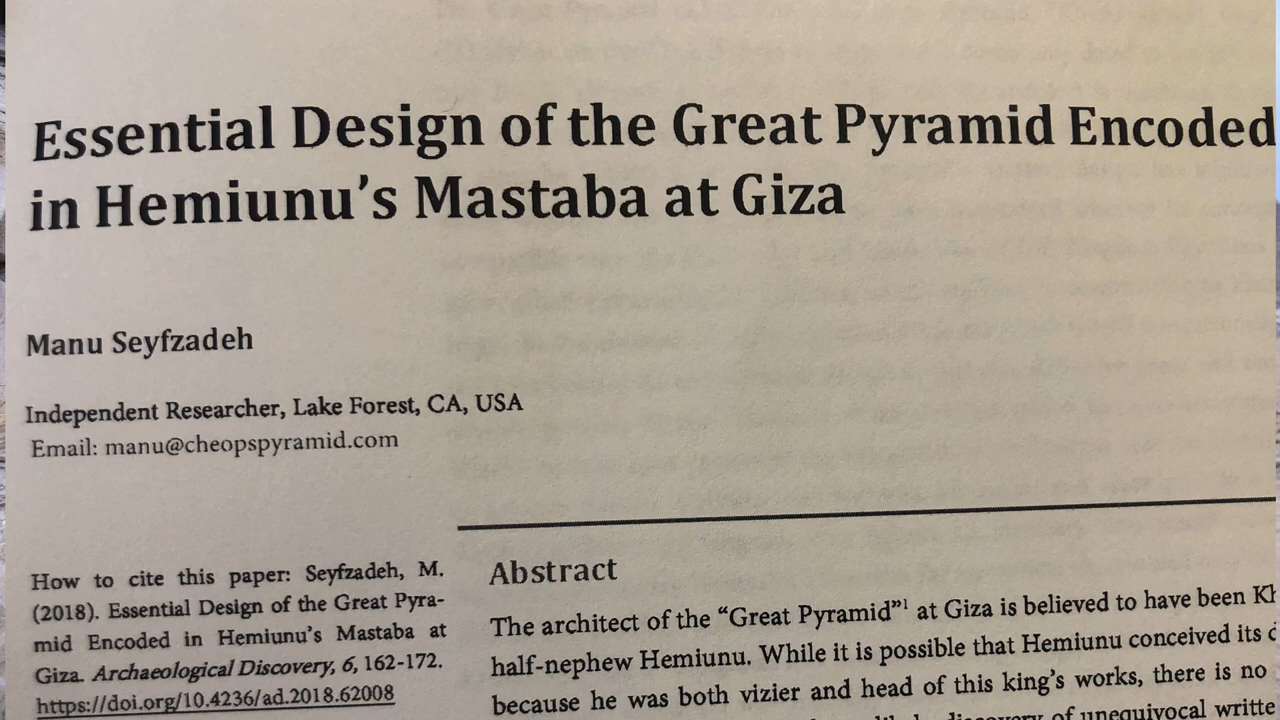 Essential Design of the Great Pyramid Encoded
in Hemiunu's Mastaba at Giza
Manu Seyfzadeh
Independent Researcher, Lake Forest, CA, USA
Email: manu@cheopspyramid.com
How to cite this paper: Seyfzadeh, M.
(2018). Essential Design of the Great Pyra-
mid Encoded in Hemiunu's Mastaba at
Giza. Archaeological Discovery, 6, 162-172.
https://doi.org/10.4236/ad.2018.62008
Abstract
The architect of the “Great Pyramid”¹ at Giza is believed to have been
half-nephew Hemiunu. While it is possible that Hemiunu conceived its
because he was both vizier and head of this king's works, there is no
of unequivocal writte